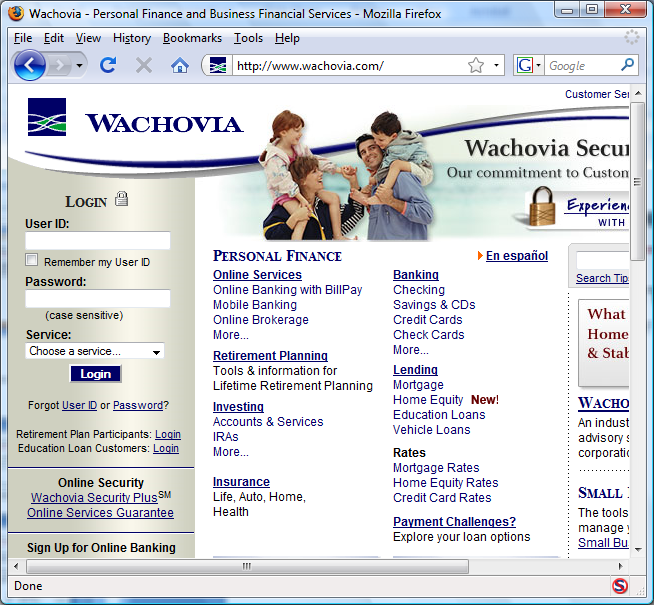 Wachovia - Personal Finance and Business Financial Services - Mozilla Firefox
File Edit View History Bookmarks Tools Help
http://www.wachovia.com/
G Google
Customer Ser
WACHOVIA
Wachovia Secu
Our commitment to Custom
Experien
WITH
LOGIN
User ID:
Remember my User ID
Password:
(case sensitive)
Service:
Choose a service...
Login
Forgot User ID or Password?
Retirement Plan Participants: Login
Education Loan Customers: Login
Online Security
Wachovia Security Plus℠
Online Services Guarantee
Sign Up for Online Banking
PERSONAL FINANCE
En español
Online Services
Online Banking with BillPay
Mobile Banking
Online Brokerage
More...
Retirement Planning
Tools & information for
Lifetime Retirement Planning
Investing
Accounts & Services
IRAs
More...
Insurance
Life, Auto, Home,
Health
Banking
Checking
Savings & CDs
Credit Cards
Check Cards
More...
Lending
Mortgage
Home Equity New!
Education Loans
Vehicle Loans
Rates
Mortgage Rates
Home Equity Rates
Credit Card Rates
Payment Challenges?
Explore your loan options
Search Tip
What
Home
& Stab
WACHO
An indust
advisory s
corporatio
SMALL
The tools
manage y
Small Bu
Done
S